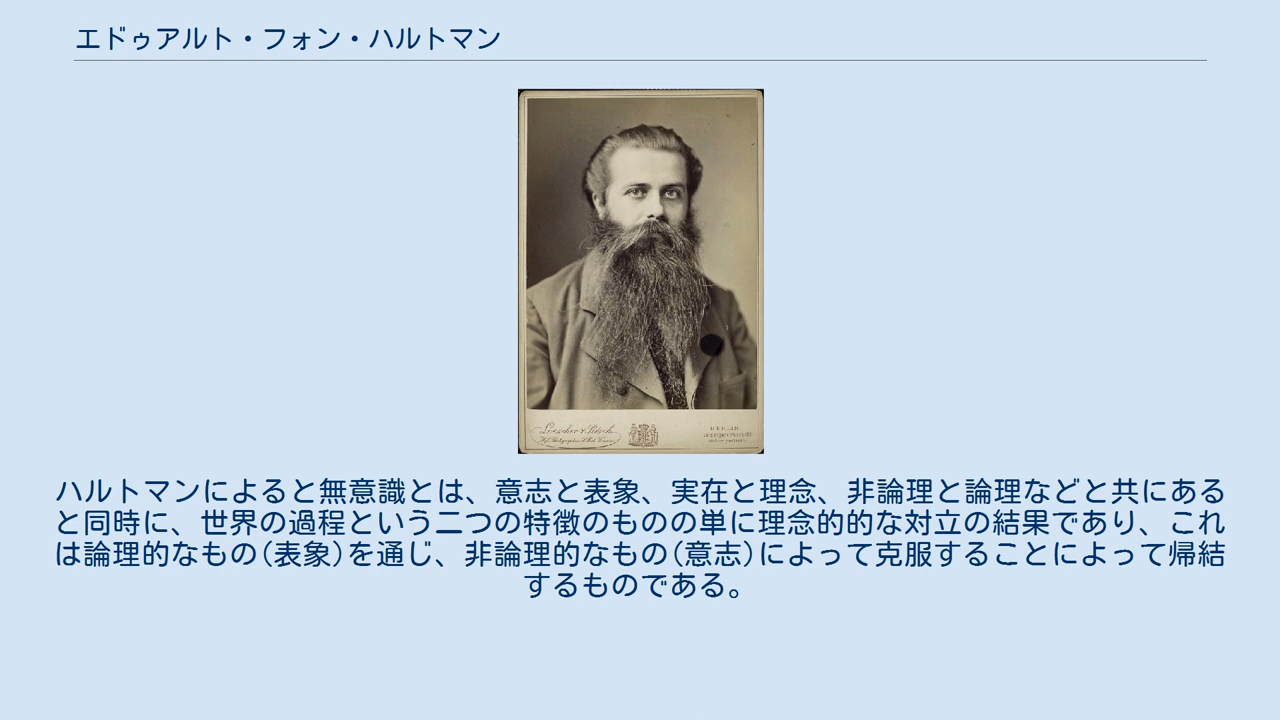 エドゥアルト・フォン・ハルトマン
ハルトマンによると無意識とは、意志と表象、実在と理念、非論理と論理などと共にある
と同時に、世界の過程という二つの特徴のものの単に理念的的な対立の結果であり、これ
は論理的なもの(表象)を通じ、非論理的なもの(意志)によって克服することによって帰結
するものである。